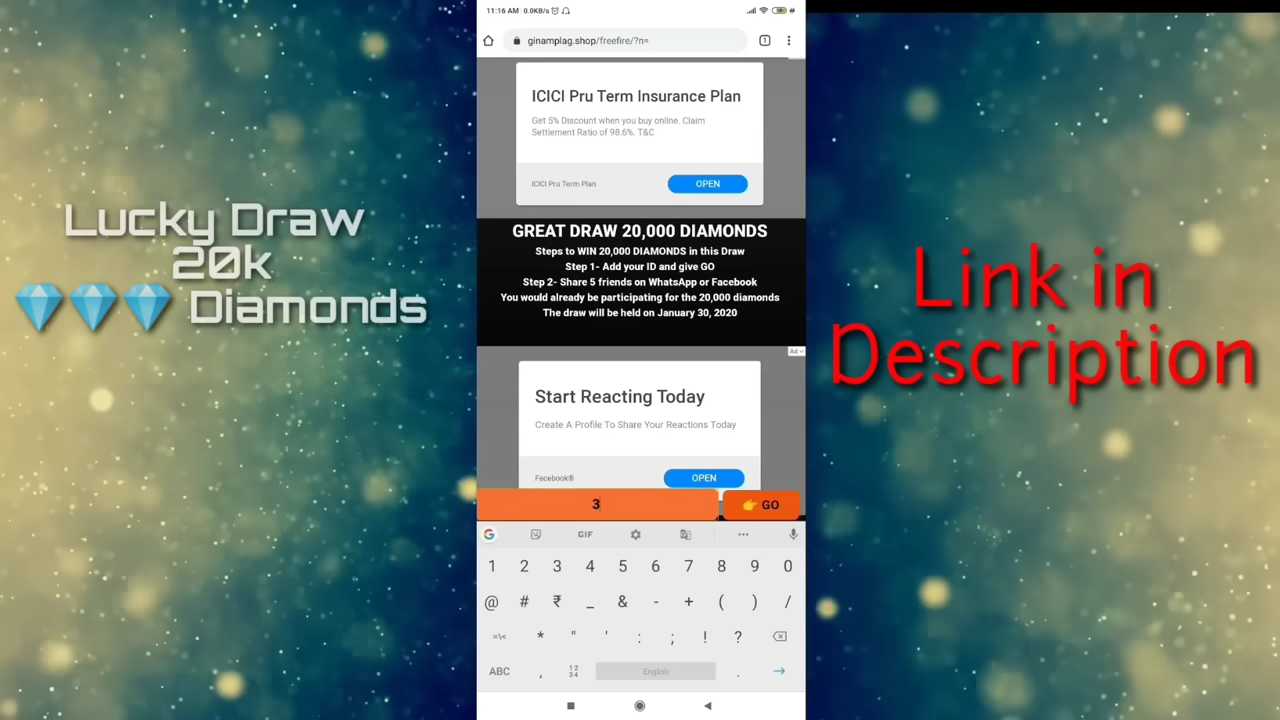 Lucky Draw
20k
💎💎💎 Diamonds
11:16 AM 0.0KB/s
ginamplag.shop/freefire/?n=
1
ICICI Pru Term Insurance Plan
Get 5% Discount when you buy online. Claim
Settlement Ratio of 98.6%. T&C
ICICI Pru Term Plan
OPEN
GREAT DRAW 20,000 DIAMONDS
Steps to WIN 20,000 DIAMONDS in this Draw
Step 1- Add your ID and give GO
Step 2- Share 5 friends on WhatsApp or Facebook
You would already be participating for the 20,000 diamonds
The draw will be held on January 30, 2020
Ad
Start Reacting Today
Create A Profile To Share Your Reactions Today
Facebook®
OPEN
3
👉 GO
GIF
1 2 3 4 5 6 7 8 9 0
@ # ₹ _ & - + ( ) /
=\< * " ' : ; ! ?
ABC , 12 34 English .
Link in
Description